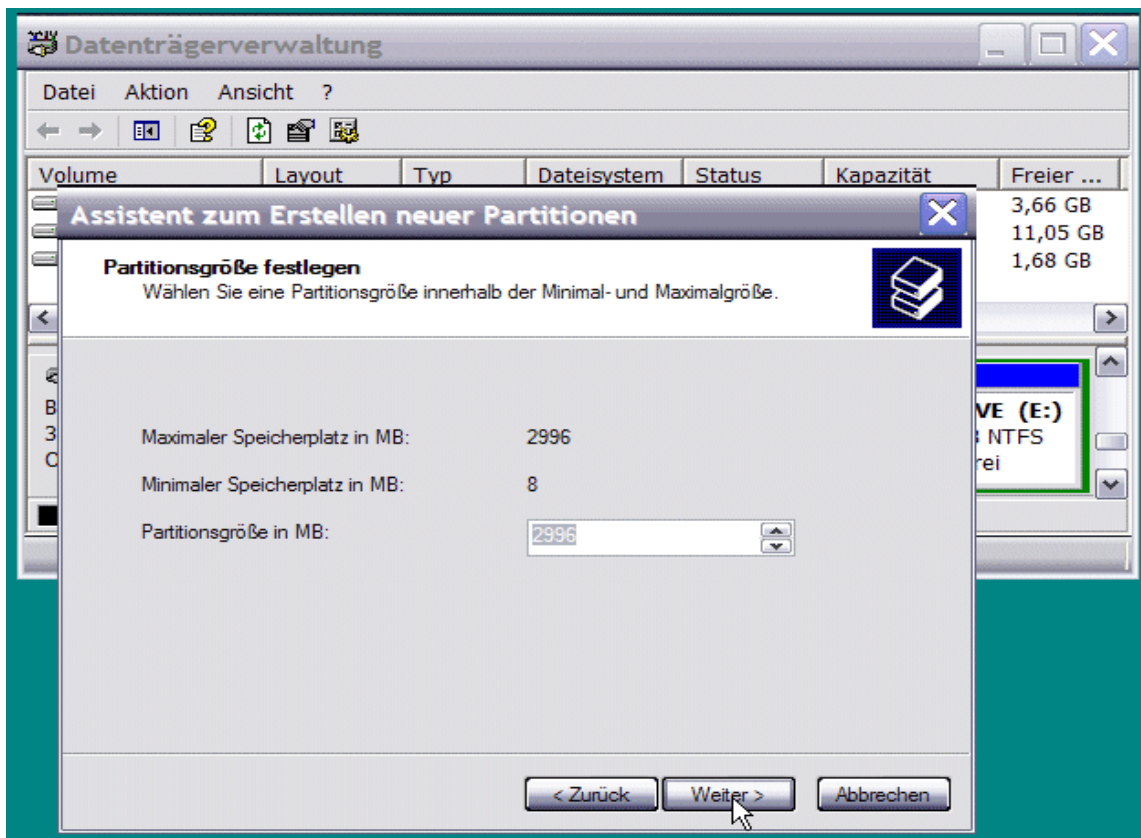 Datenträgerverwaltung
Datei Aktion Ansicht ?
Volume Layout Typ Dateisystem Status Kapazität Freier ...
3,66 GB
11,05 GB
1,68 GB
Assistent zum Erstellen neuer Partitionen
Partitionsgröße festlegen
Wählen Sie eine Partitionsgröße innerhalb der Minimal- und Maximalgröße.
Maximaler Speicherplatz in MB: 2996
Minimaler Speicherplatz in MB: 8
Partitionsgröße in MB: 2996
B
3
VE (E:)
NTFS
rei
< Zurück Weiter > Abbrechen